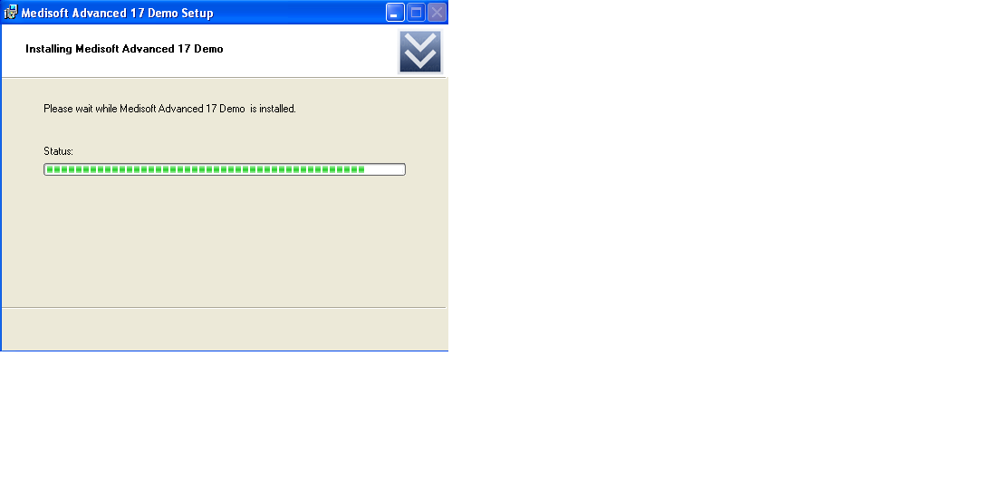 Medisoft Advanced 17 Demo Setup
Installing Medisoft Advanced 17 Demo
Please wait while Medisoft Advanced 17 Demo  is installed.
Status: